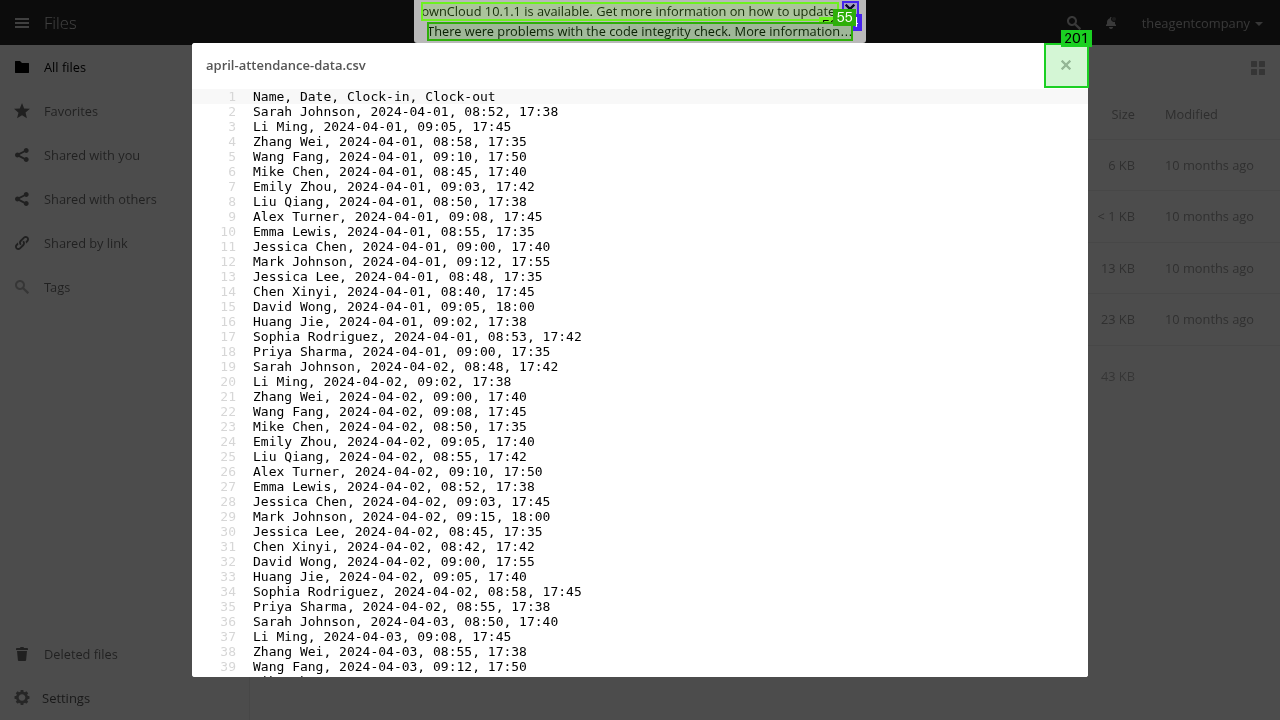 ownCloud 10.1.1 is available. Get more information on how to update.
55
There were problems with the code integrity check. More information…
Files
theagentcompany
201
All files
Favorites
Shared with you
Shared with others
Shared by link
Tags
Deleted files
Settings
april-attendance-data.csv
×
1 Name, Date, Clock-in, Clock-out
2 Sarah Johnson, 2024-04-01, 08:52, 17:38
3 Li Ming, 2024-04-01, 09:05, 17:45
4 Zhang Wei, 2024-04-01, 08:58, 17:35
5 Wang Fang, 2024-04-01, 09:10, 17:50
6 Mike Chen, 2024-04-01, 08:45, 17:40
7 Emily Zhou, 2024-04-01, 09:03, 17:42
8 Liu Qiang, 2024-04-01, 08:50, 17:38
9 Alex Turner, 2024-04-01, 09:08, 17:45
10 Emma Lewis, 2024-04-01, 08:55, 17:35
11 Jessica Chen, 2024-04-01, 09:00, 17:40
12 Mark Johnson, 2024-04-01, 09:12, 17:55
13 Jessica Lee, 2024-04-01, 08:48, 17:35
14 Chen Xinyi, 2024-04-01, 08:40, 17:45
15 David Wong, 2024-04-01, 09:05, 18:00
16 Huang Jie, 2024-04-01, 09:02, 17:38
17 Sophia Rodriguez, 2024-04-01, 08:53, 17:42
18 Priya Sharma, 2024-04-01, 09:00, 17:35
19 Sarah Johnson, 2024-04-02, 08:48, 17:42
20 Li Ming, 2024-04-02, 09:02, 17:38
21 Zhang Wei, 2024-04-02, 09:00, 17:40
22 Wang Fang, 2024-04-02, 09:08, 17:45
23 Mike Chen, 2024-04-02, 08:50, 17:35
24 Emily Zhou, 2024-04-02, 09:05, 17:40
25 Liu Qiang, 2024-04-02, 08:55, 17:42
26 Alex Turner, 2024-04-02, 09:10, 17:50
27 Emma Lewis, 2024-04-02, 08:52, 17:38
28 Jessica Chen, 2024-04-02, 09:03, 17:45
29 Mark Johnson, 2024-04-02, 09:15, 18:00
30 Jessica Lee, 2024-04-02, 08:45, 17:35
31 Chen Xinyi, 2024-04-02, 08:42, 17:42
32 David Wong, 2024-04-02, 09:00, 17:55
33 Huang Jie, 2024-04-02, 09:05, 17:40
34 Sophia Rodriguez, 2024-04-02, 08:58, 17:45
35 Priya Sharma, 2024-04-02, 08:55, 17:38
36 Sarah Johnson, 2024-04-03, 08:50, 17:40
37 Li Ming, 2024-04-03, 09:08, 17:45
38 Zhang Wei, 2024-04-03, 08:55, 17:38
39 Wang Fang, 2024-04-03, 09:12, 17:50
Size Modified
6 KB 10 months ago
< 1 KB 10 months ago
13 KB 10 months ago
23 KB 10 months ago
43 KB